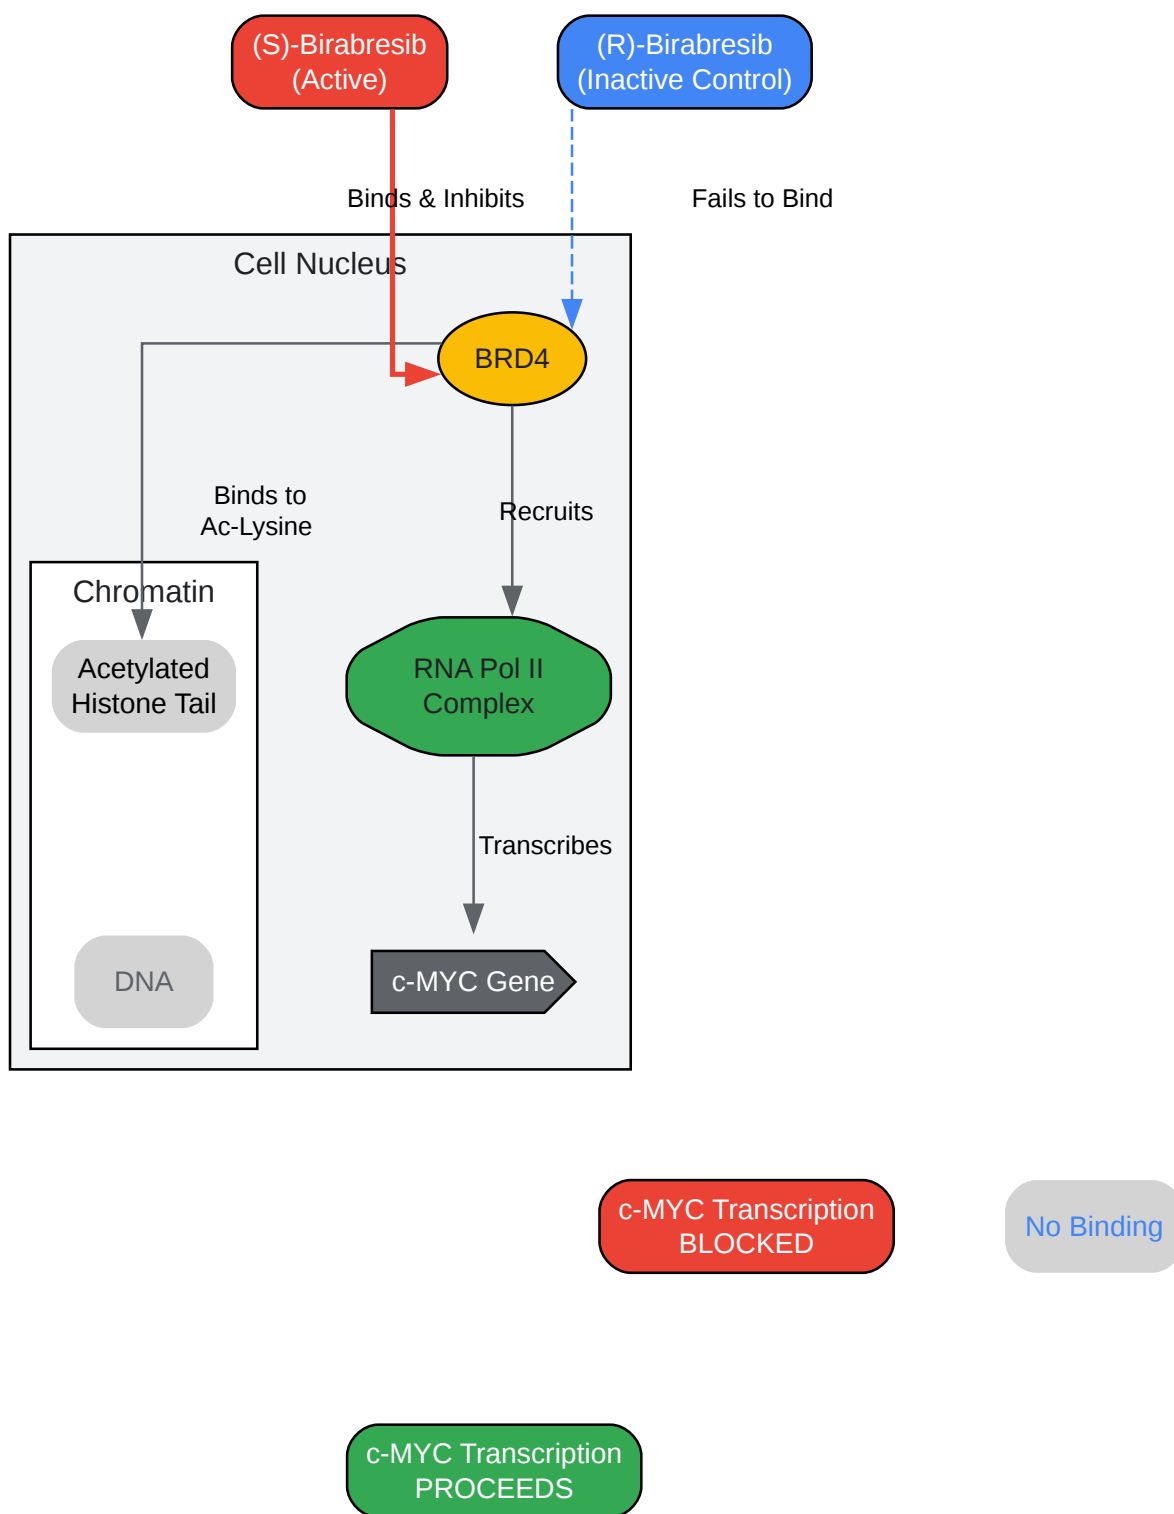 (S)-Birabresib
(Active)
(R)-Birabresib
(Inactive Control)
Binds & Inhibits
Fails to Bind
Cell Nucleus
BRD4
Binds to
Ac-Lysine
Recruits
Chromatin
Acetylated
Histone Tail
RNA Pol II
Complex
Transcribes
DNA
c-MYC Gene
c-MYC Transcription
BLOCKED
No Binding
c-MYC Transcription
PROCEEDS